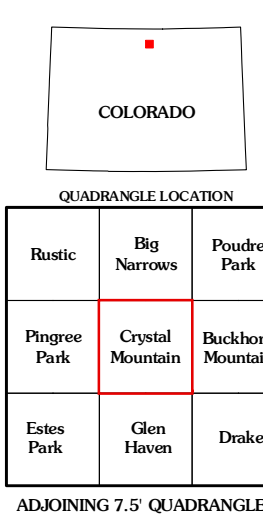 COLORADO
QUADRANGLE LOCATION
Rustic
Big
Narrows
Poudre
Park
Pingree
Park
Crystal
Mountain
Buckhor
Mountai
Estes
Park
Glen
Haven
Drake
ADJOINING 7.5' QUADRANGLE